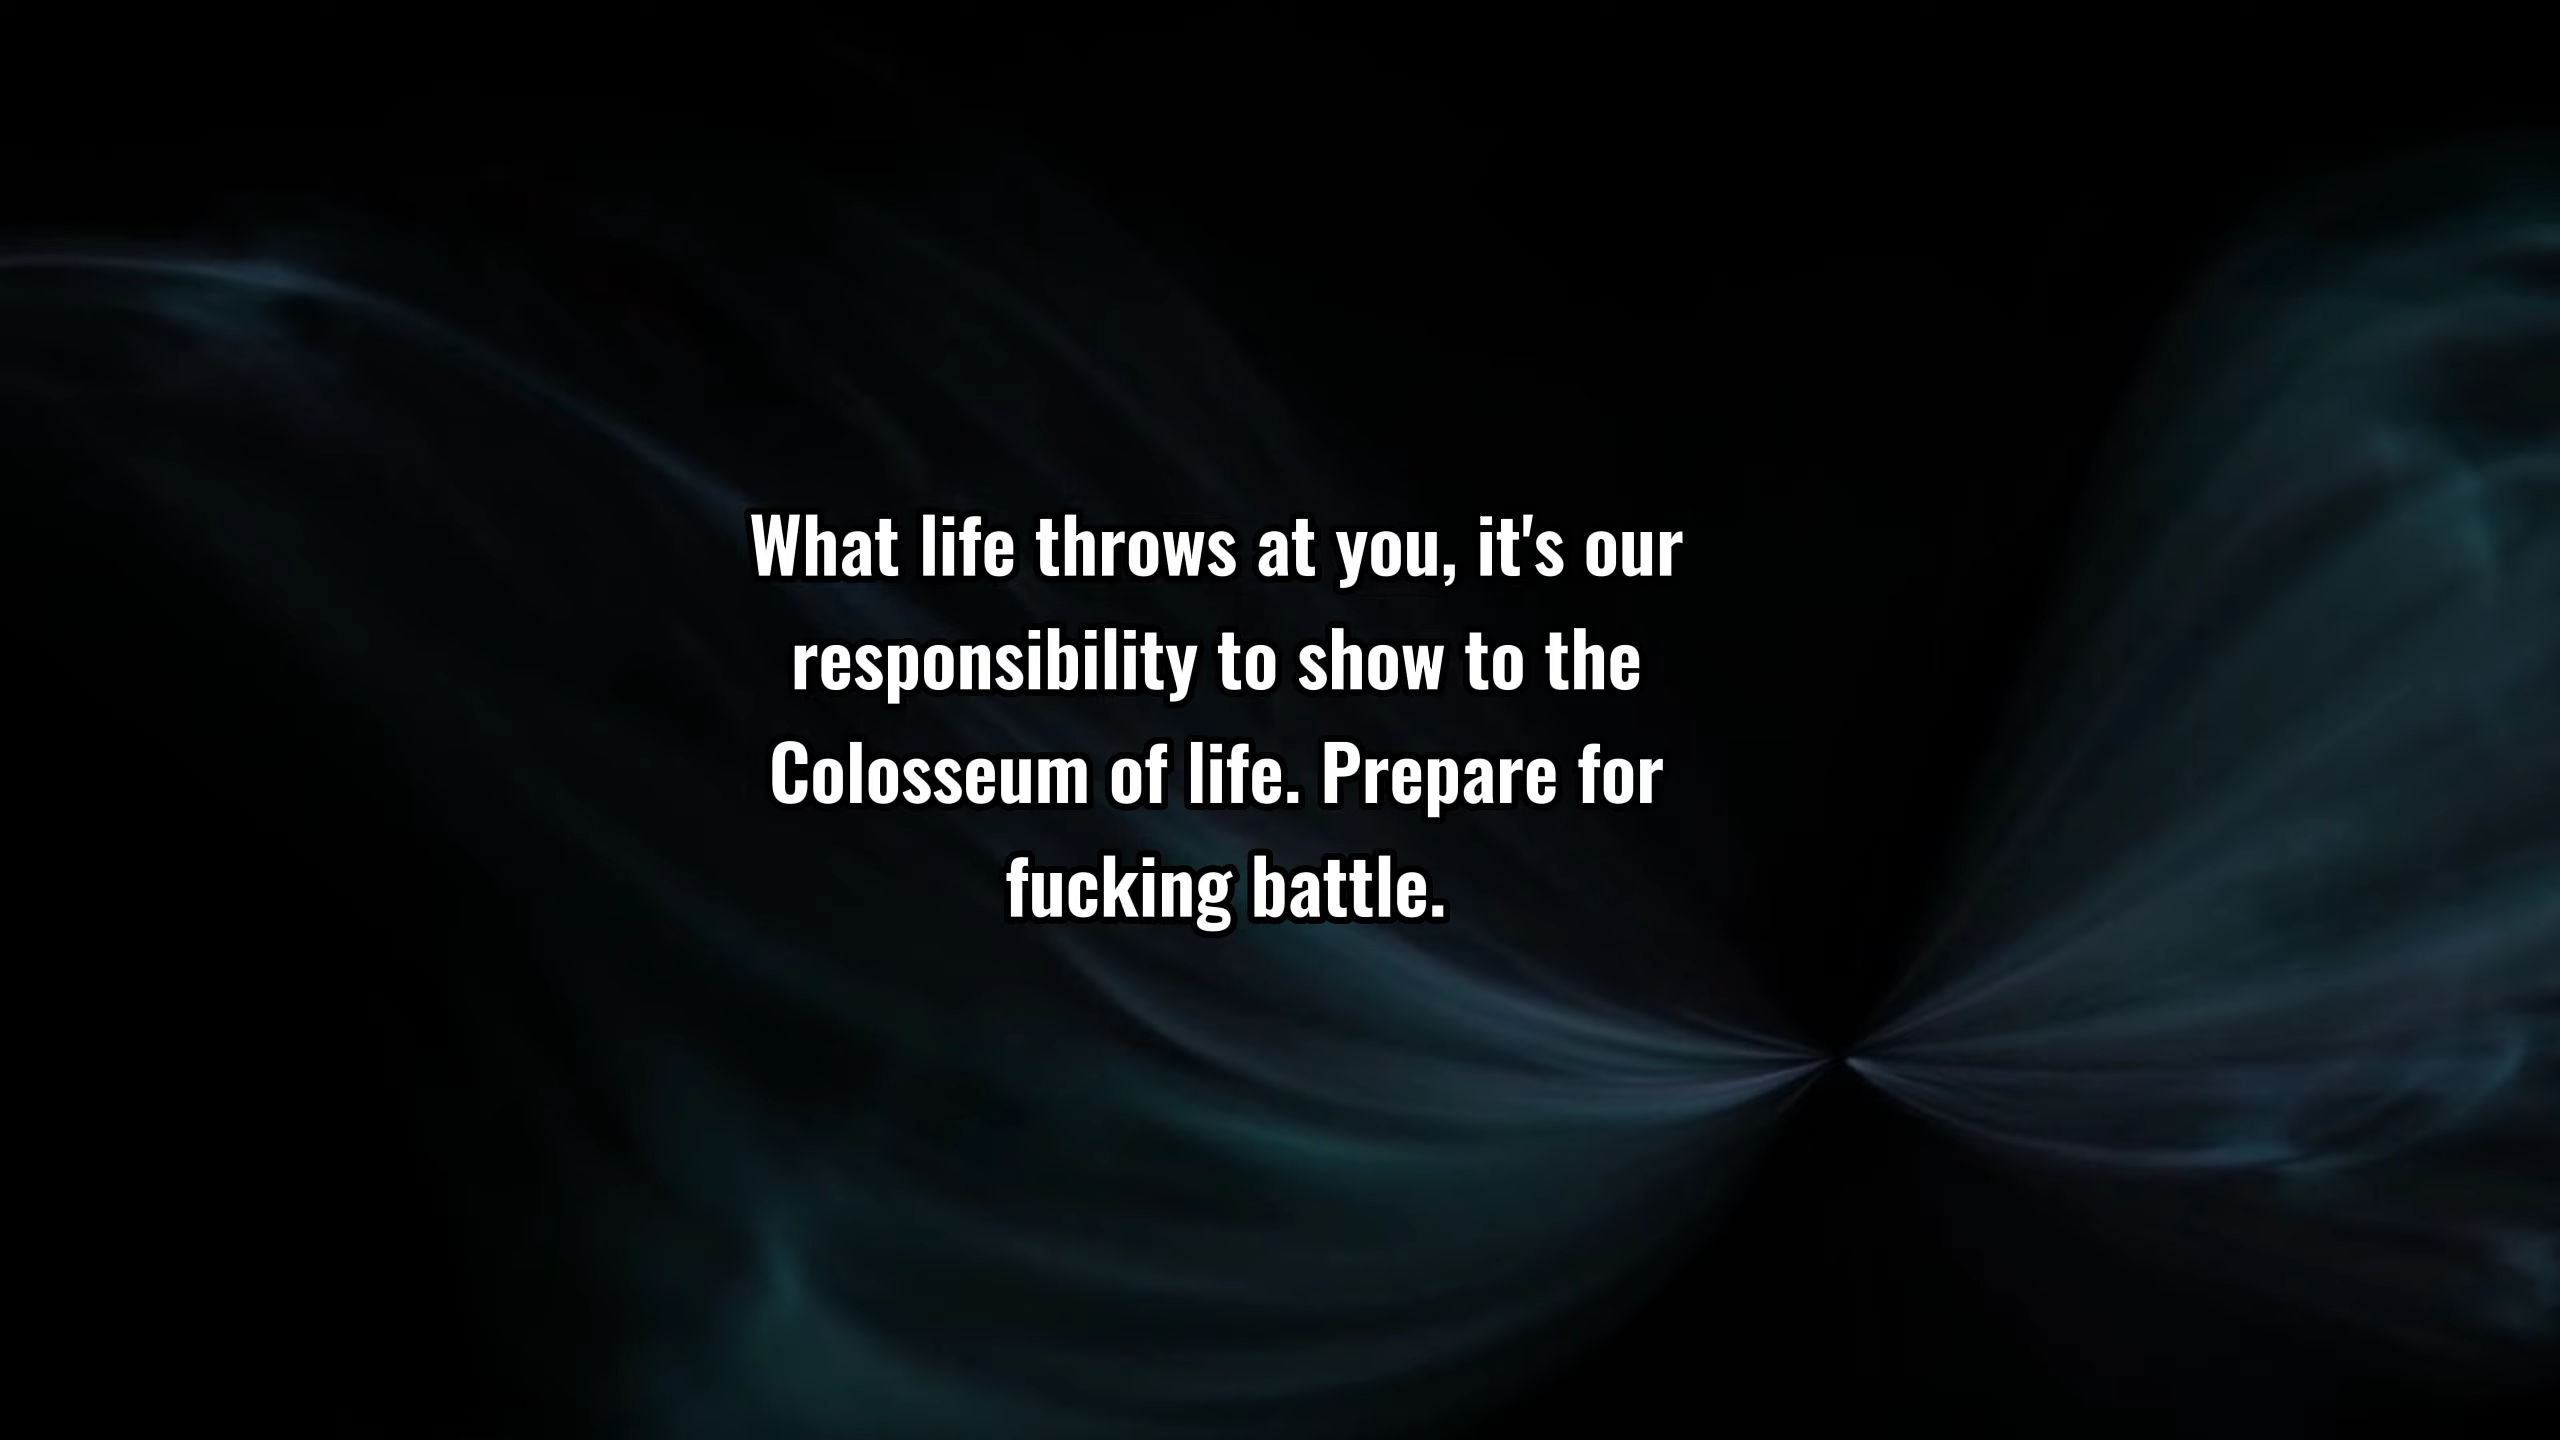 What life throws at you, it's our
responsibility to show to the
Colosseum of life. Prepare for
fucking battle.